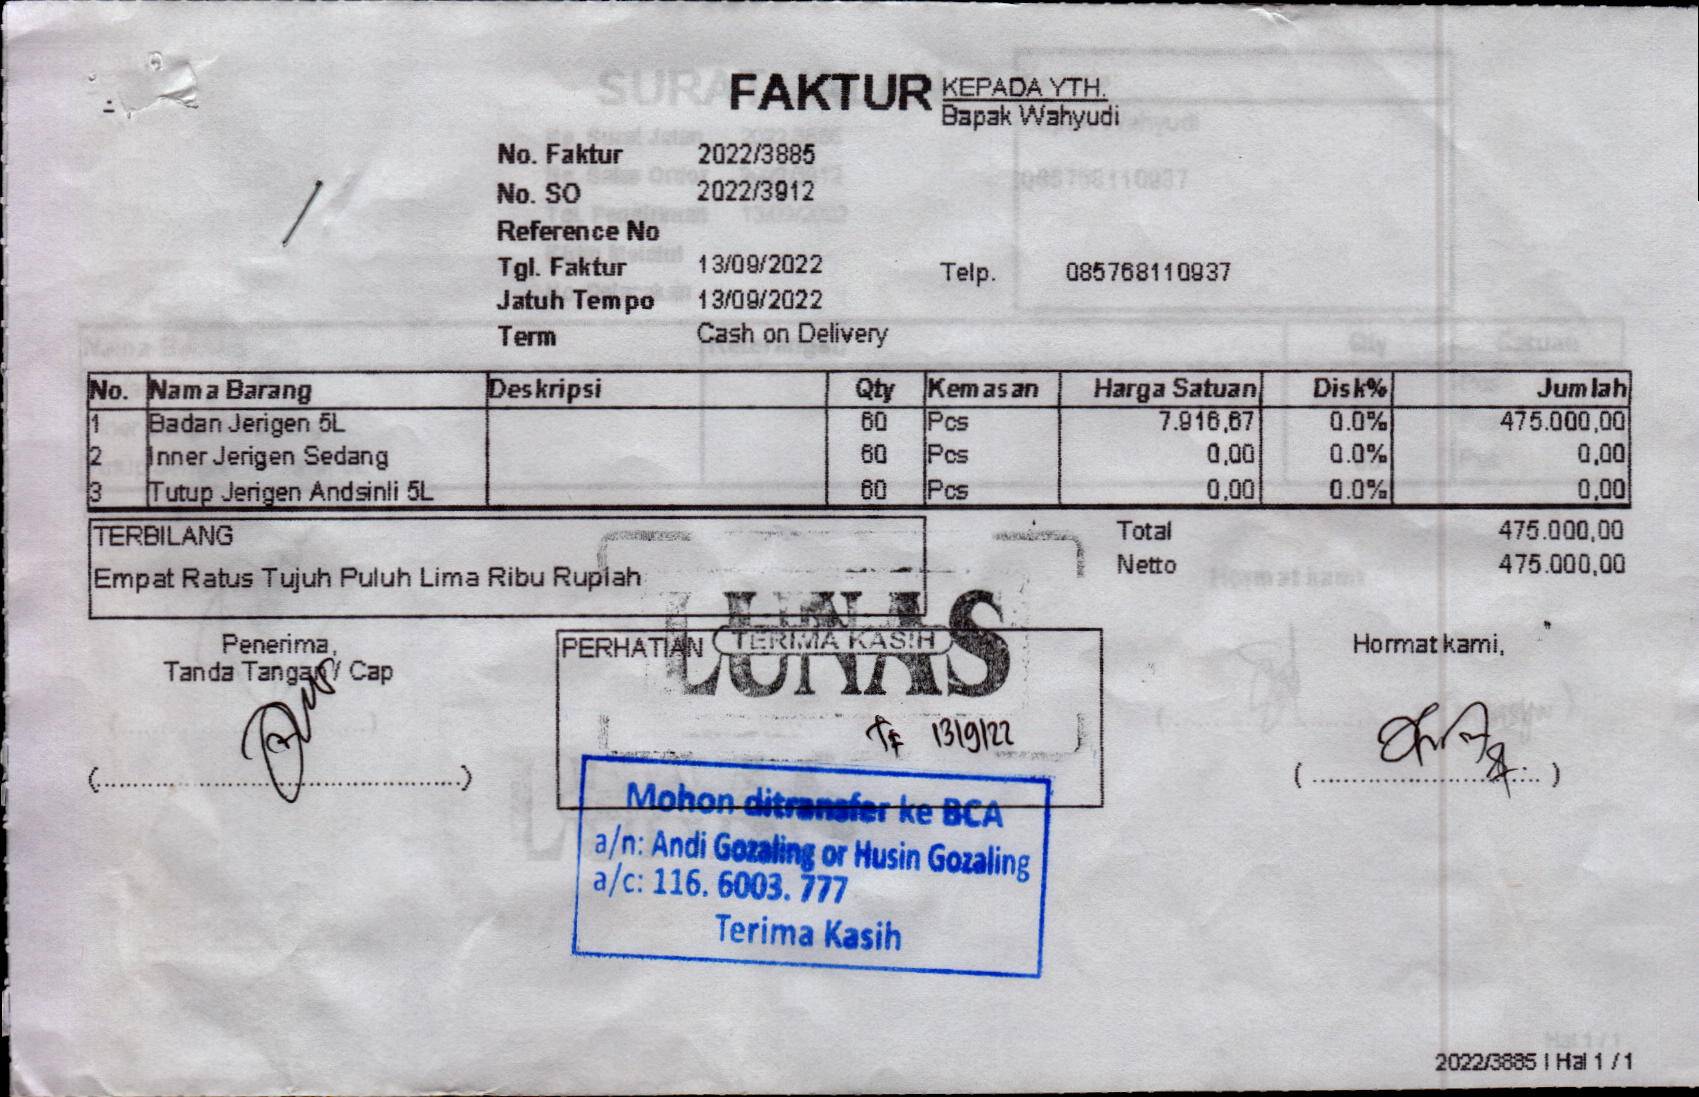 FAKTUR
KEPADA YTH.
Bapak Wahyudi
No. Faktur 2022/3885
No. SO 2022/3912
Reference No
Tgl. Faktur 13/09/2022
Telp. 085768110937
Jatuh Tempo 13/09/2022
Term Cash on Delivery
No. Nama Barang Deskripsi Qty Kemasan Harga Satuan Disk% Jumlah
1 Badan Jerigen 5L 60 Pcs 7.916,67 0.0% 475.000,00
2 Inner Jerigen Sedang 60 Pcs 0,00 0.0% 0,00
3 Tutup Jerigen Andsinli 5L 60 Pcs 0,00 0.0% 0,00
TERBILANG
Empat Ratus Tujuh Puluh Lima Ribu Rupiah
Total 475.000,00
Netto 475.000,00
Penerima,
Tanda Tangan / Cap
PERHATIAN
LUNAS
TERIMA KASIH
TF 13/9/22
Hormat kami,
(....................................)
( .................................. )
Mohon ditransfer ke BCA
a/n: Andi Gozaling or Husin Gozaling
a/c: 116. 6003. 777
Terima Kasih
2022/3885 | Hal 1 / 1